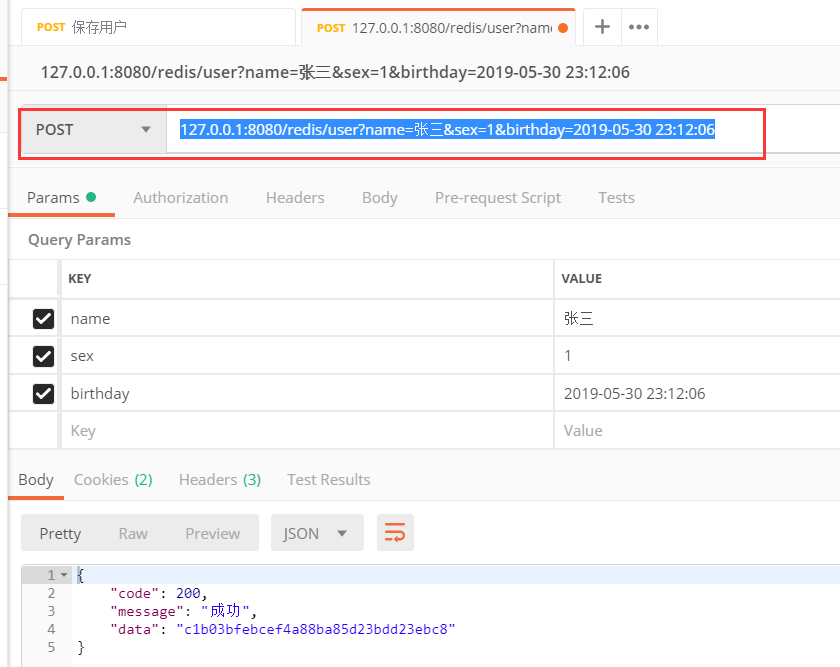 POST 保存用户 POST 127.0.0.1:8080/redis/user?name + •••
127.0.0.1:8080/redis/user?name=张三&sex=1&birthday=2019-05-30 23:12:06
POST 127.0.0.1:8080/redis/user?name=张三&sex=1&birthday=2019-05-30 23:12:06
Params Authorization Headers Body Pre-request Script Tests
Query Params
KEY VALUE
name 张三
sex 1
birthday 2019-05-30 23:12:06
Key Value
Body Cookies (2) Headers (3) Test Results
Pretty Raw Preview JSON
1 {
2 "code": 200,
3 "message": "成功",
4 "data": "c1b03bfebcef4a88ba85d23bdd23ebc8"
5 }